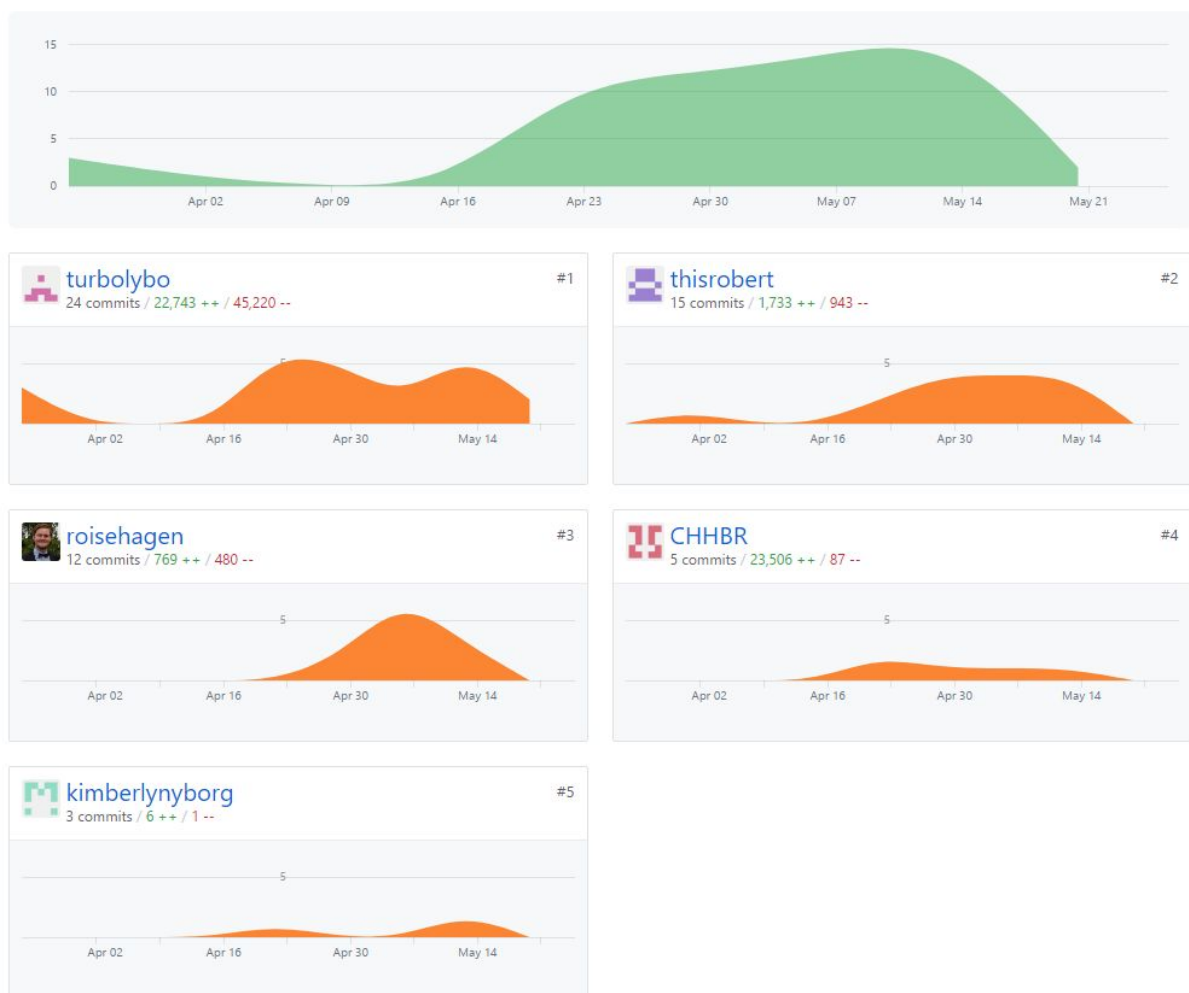 15
10
5
0
Apr 02 Apr 09 Apr 16 Apr 23 Apr 30 May 07 May 14 May 21
turbolybo #1
24 commits / 22,743 ++ / 45,220 --
5
Apr 02 Apr 16 Apr 30 May 14
thisrobert #2
15 commits / 1,733 ++ / 943 --
5
Apr 02 Apr 16 Apr 30 May 14
roisehagen #3
12 commits / 769 ++ / 480 --
5
Apr 02 Apr 16 Apr 30 May 14
CHHBR #4
5 commits / 23,506 ++ / 87 --
5
Apr 02 Apr 16 Apr 30 May 14
kimberlynyborg #5
3 commits / 6 ++ / 1 --
5
Apr 02 Apr 16 Apr 30 May 14